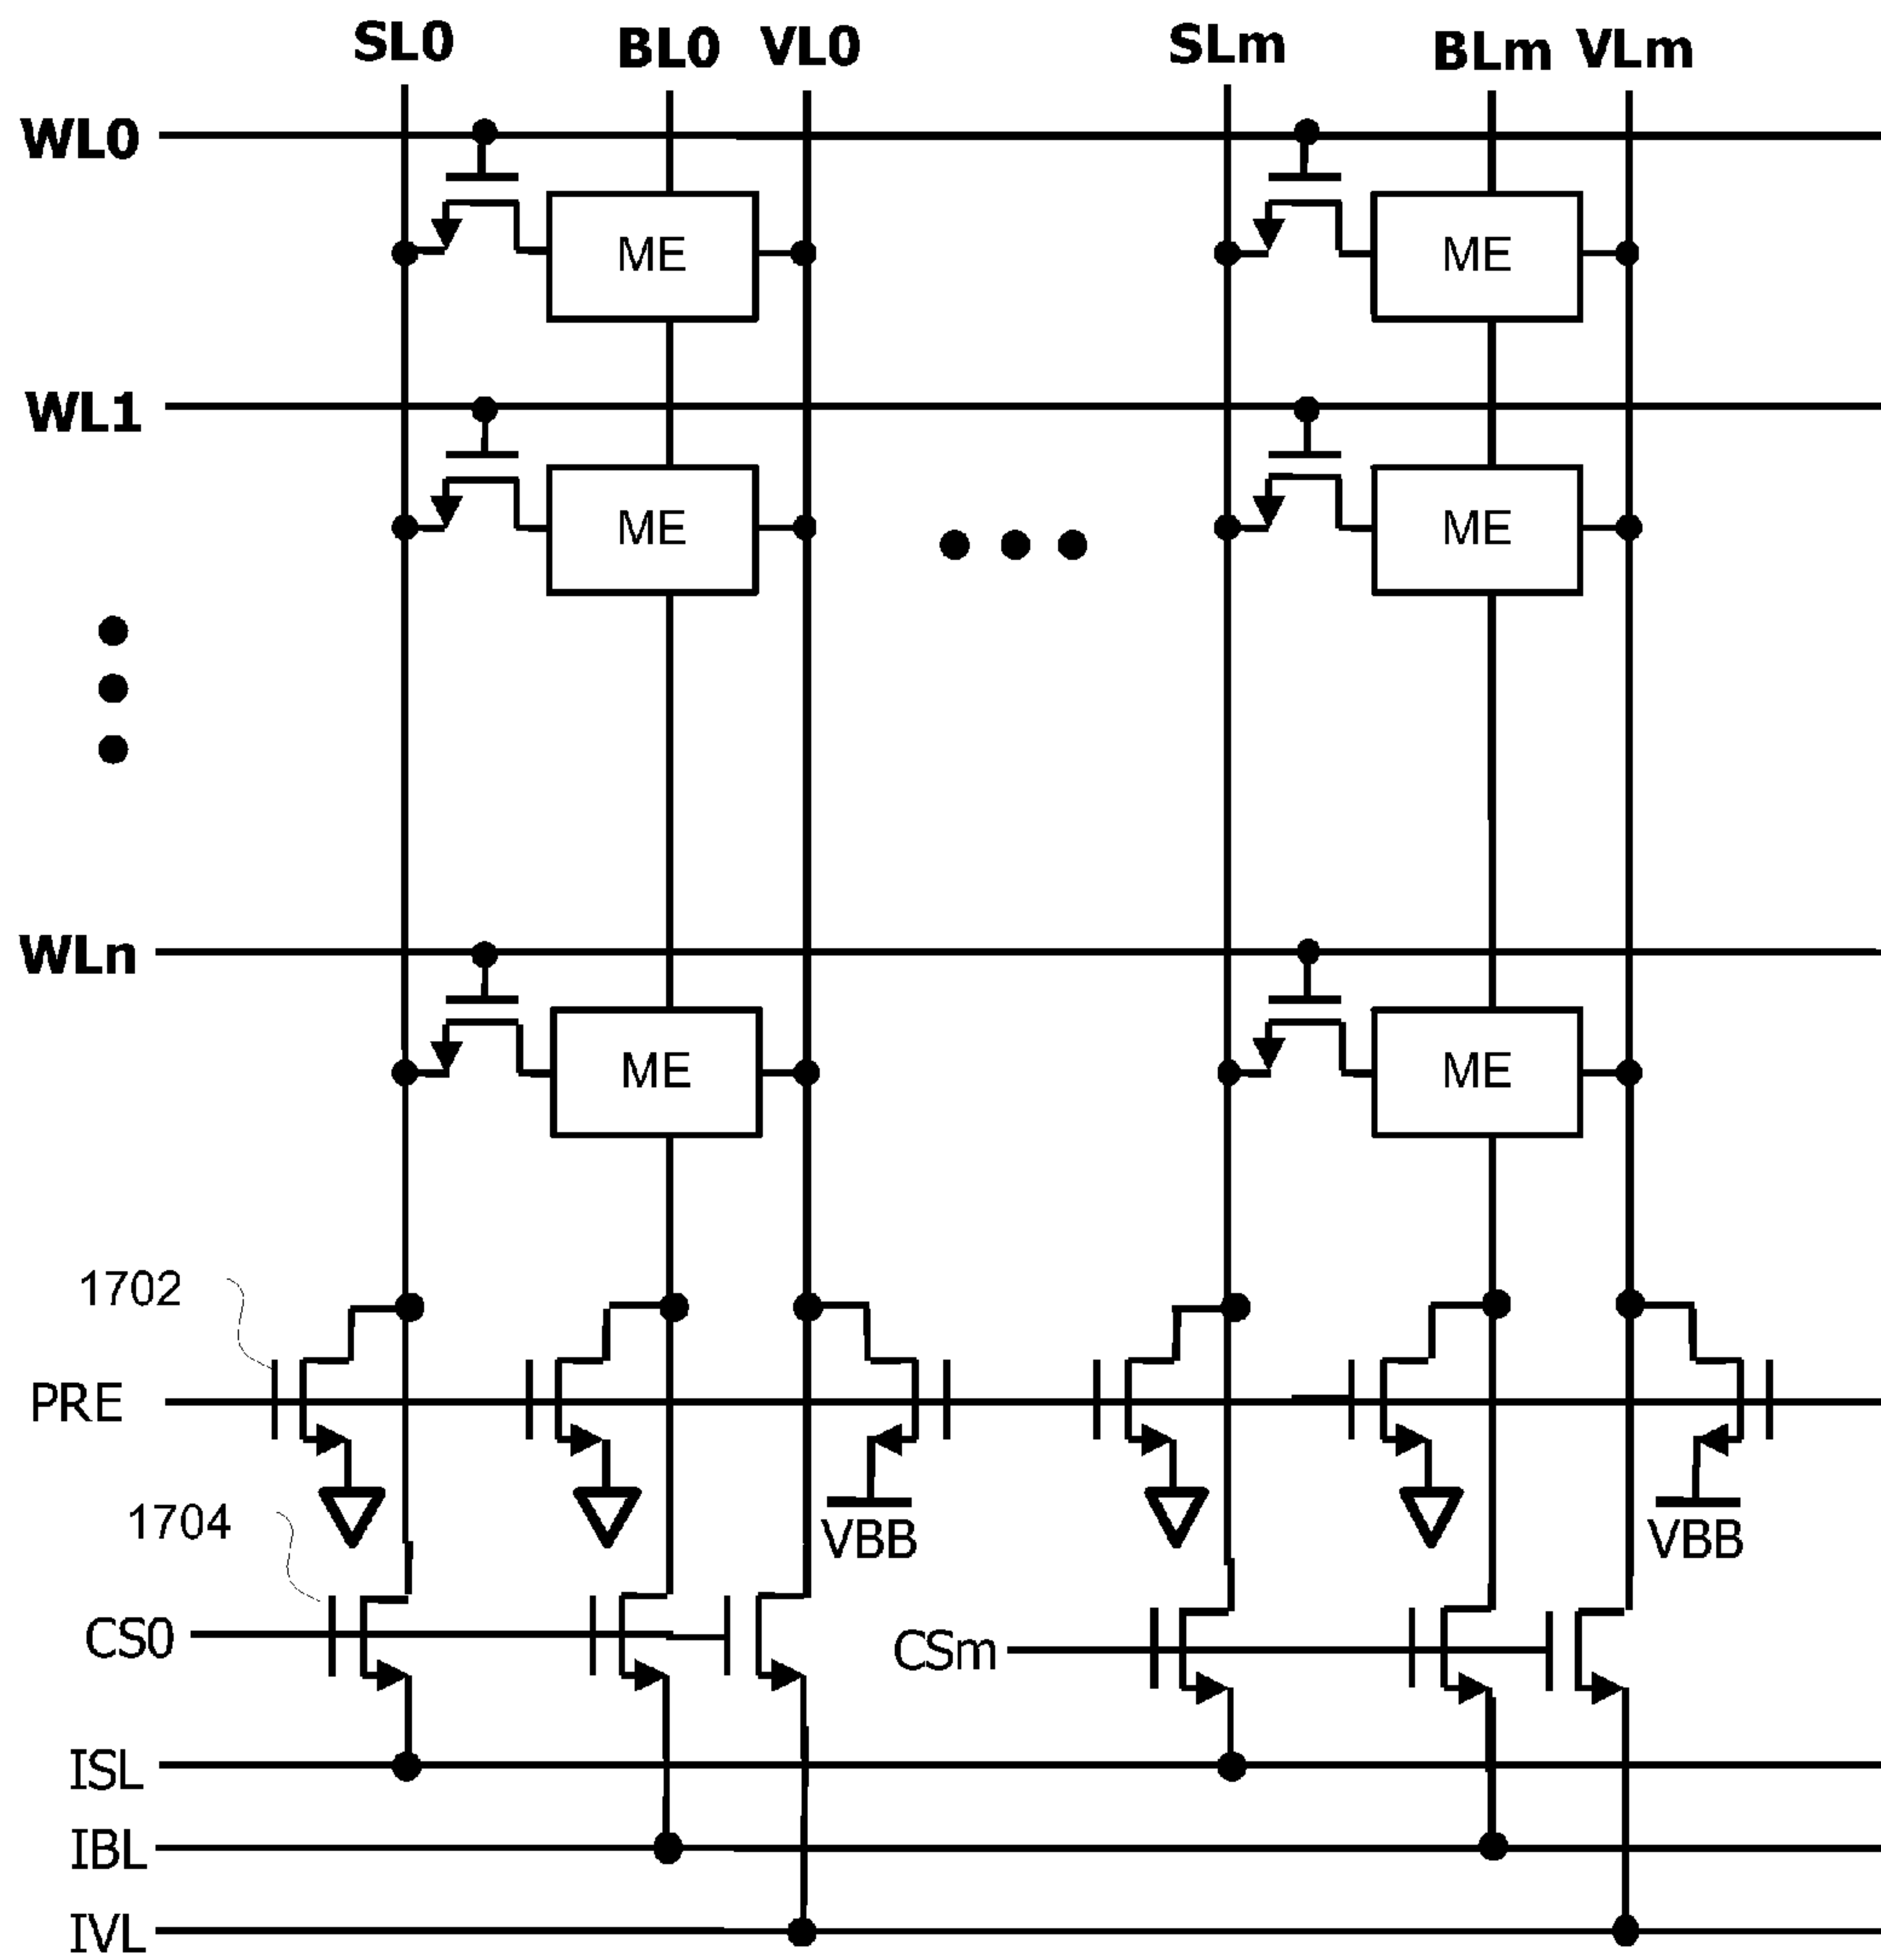 SL0 BL0 VL0 SLm BLm VLm
WL0
ME ME
WL1
ME ME
WLn
ME ME
1702
PRE
1704
VBB VBB
CS0 CSm
ISL
IBL
IVL